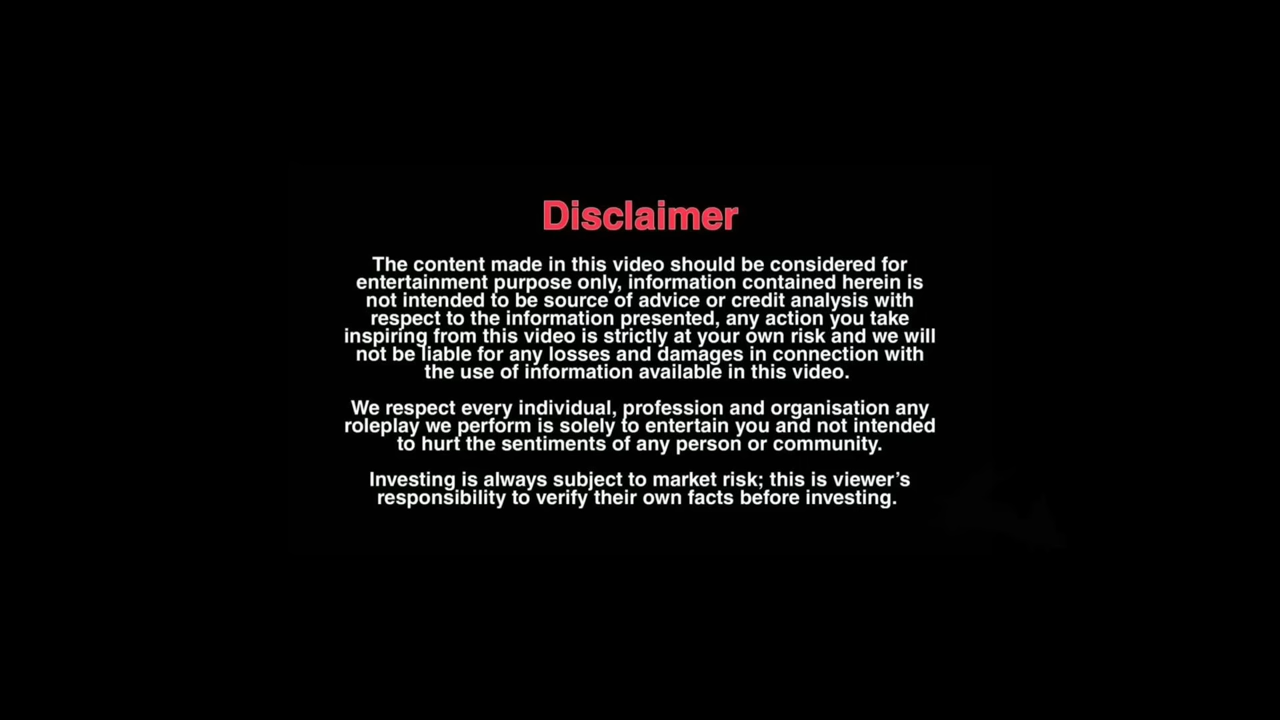 Disclaimer
The content made in this video should be considered for
entertainment purpose only, information contained herein is
not intended to be source of advice or credit analysis with
respect to the information presented, any action you take
inspiring from this video is strictly at your own risk and we will
not be liable for any losses and damages in connection with
the use of information available in this video.
We respect every individual, profession and organisation any
roleplay we perform is solely to entertain you and not intended
to hurt the sentiments of any person or community.
Investing is always subject to market risk; this is viewer’s
responsibility to verify their own facts before investing.